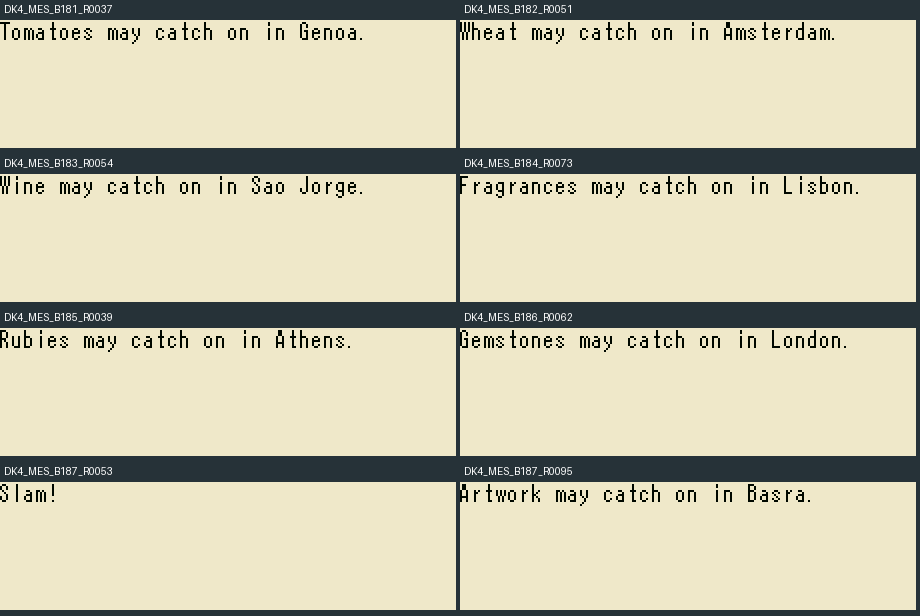 DK4_MES_B181_R0037
Tomatoes may catch on in Genoa.
DK4_MES_B182_R0051
Wheat may catch on in Amsterdam.
DK4_MES_B183_R0054
Wine may catch on in Sao Jorge.
DK4_MES_B184_R0073
Fragrances may catch on in Lisbon.
DK4_MES_B185_R0039
Rubies may catch on in Athens.
DK4_MES_B186_R0062
Gemstones may catch on in London.
DK4_MES_B187_R0053
Slam!
DK4_MES_B187_R0095
Artwork may catch on in Basra.